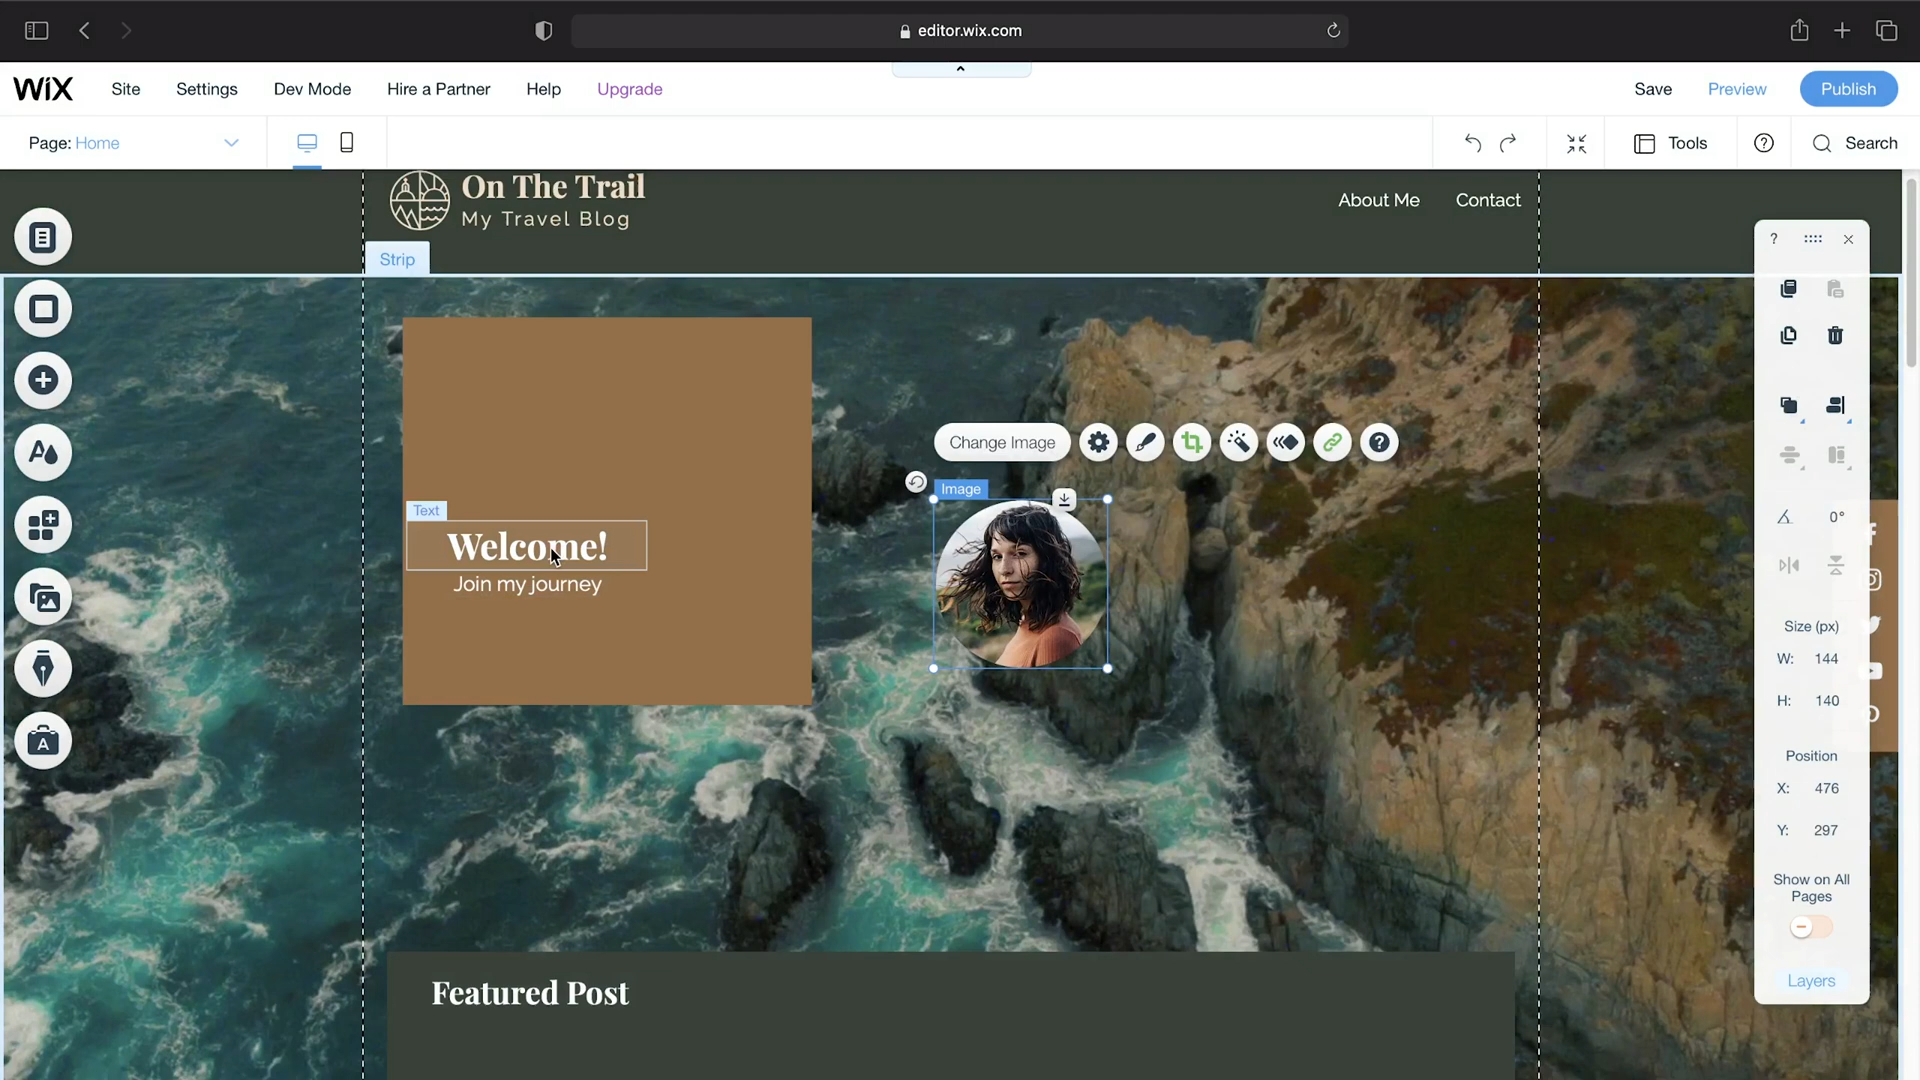 editor.wix.com
WiX
Site
Settings
Dev Mode
Hire a Partner
Help
Upgrade
Save
Preview
Publish
Page: Home
Tools
?
Search
On The Trail
My Travel Blog
About Me
Contact
Strip
?
Change Image
?
Image
Text
Welcome!
Join my journey
0°
Size (px)
W: 144
H: 140
Position
X: 476
Y: 297
Show on All
Pages
Layers
Featured Post